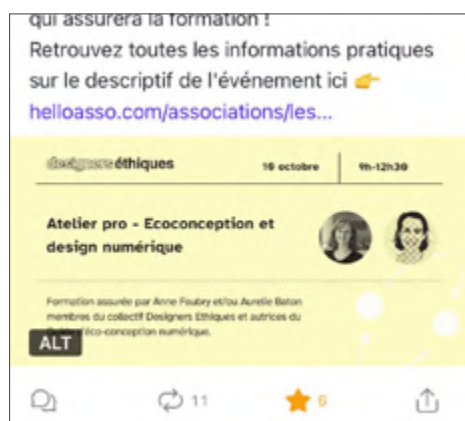 qui assurera la formation !
Retrouvez toutes les informations pratiques
sur le descriptif de l'événement ici 👉
helloasso.com/associations/les...
designers éthiques
10 octobre
9h-12h30
Atelier pro - Ecoconception et
design numérique
Formation assurée par Anne Faubry et/ou Aurélie Baton
membres du collectif Designers Ethiques et autrices du
d'éco-conception numérique.
ALT
11
6